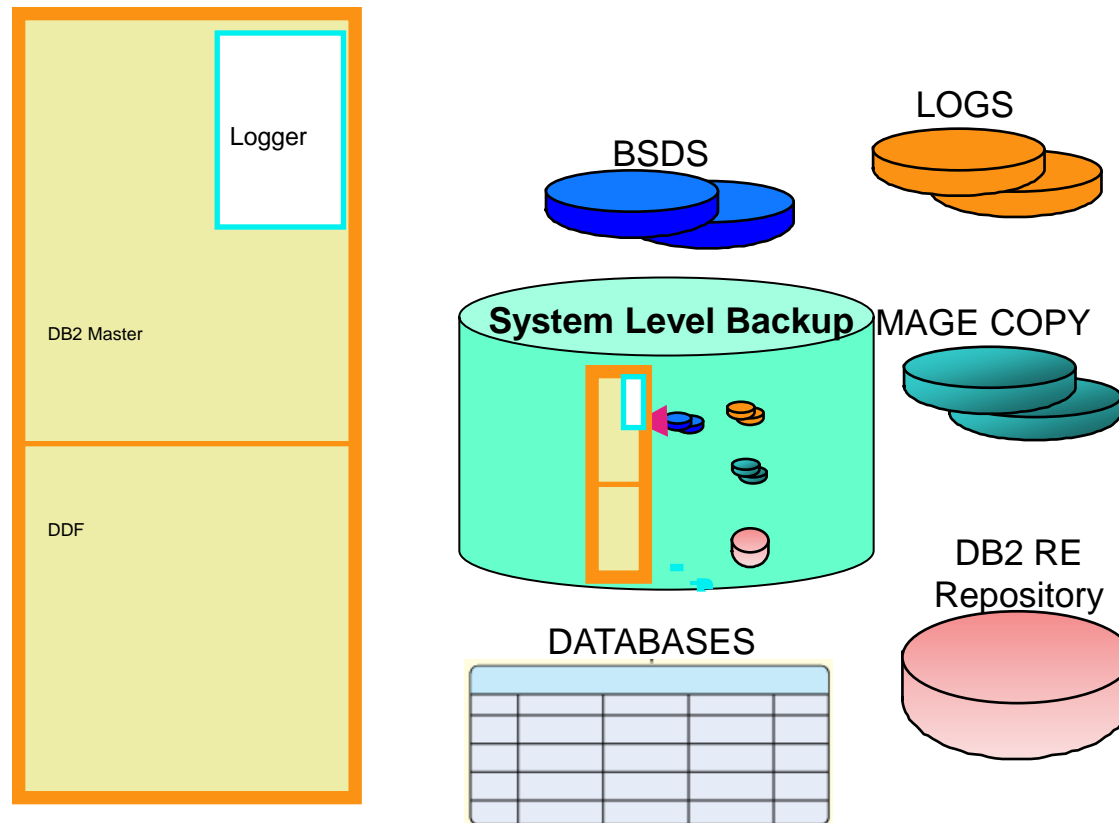 Logger
DB2 Master
DDF
BSDS
LOGS
System Level Backup
MAGE COPY
DB2 RE
Repository
DATABASES